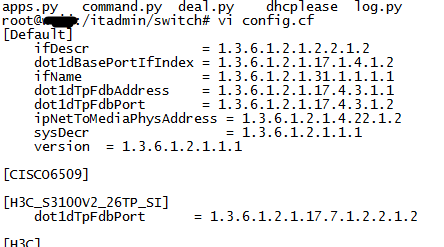 apps.py command.py deal.py dhcplease log.py
root@:/itadmin/switch# vi config.cf
[Default]
ifDescr = 1.3.6.1.2.1.2.2.1.2
dot1dBasePortIfIndex = 1.3.6.1.2.1.17.1.4.1.2
ifName = 1.3.6.1.2.1.31.1.1.1.1
dot1dTpFdbAddress = 1.3.6.1.2.1.17.4.3.1.1
dot1dTpFdbPort = 1.3.6.1.2.1.17.4.3.1.2
ipNetToMediaPhysAddress = 1.3.6.1.2.1.4.22.1.2
sysDecr = 1.3.6.1.2.1.1.1
version = 1.3.6.1.2.1.1.1
[CISCO6509]
[H3C_S3100V2_26TP_SI]
dot1dTpFdbPort = 1.3.6.1.2.1.17.7.1.2.2.1.2
[H3C]